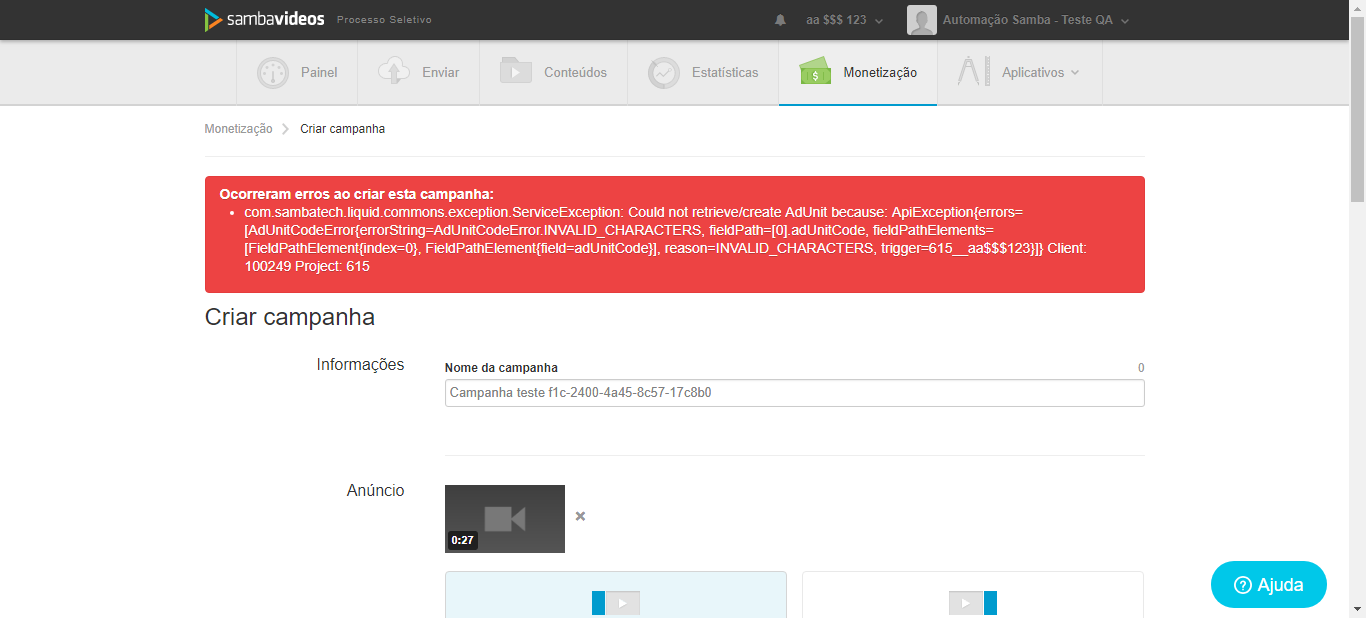 sambavideos Processo Seletivo aa $$$ 123 Automação Samba - Teste QA
Painel Enviar Conteúdos Estatísticas Monetização Aplicativos
Monetização Criar campanha
Ocorreram erros ao criar esta campanha:
com.sambatech.liquid.commons.exception.ServiceException: Could not retrieve/create AdUnit because: ApiException{errors=
[AdUnitCodeError{errorString=AdUnitCodeError.INVALID_CHARACTERS, fieldPath=[0].adUnitCode, fieldPathElements=
[FieldPathElement{index=0}, FieldPathElement{field=adUnitCode}], reason=INVALID_CHARACTERS, trigger=615__aa$$$123}]} Client:
100249 Project: 615
Criar campanha
Informações
Nome da campanha 0
Campanha teste f1c-2400-4a45-8c57-17c8b0
Anúncio
0:27
Ajuda